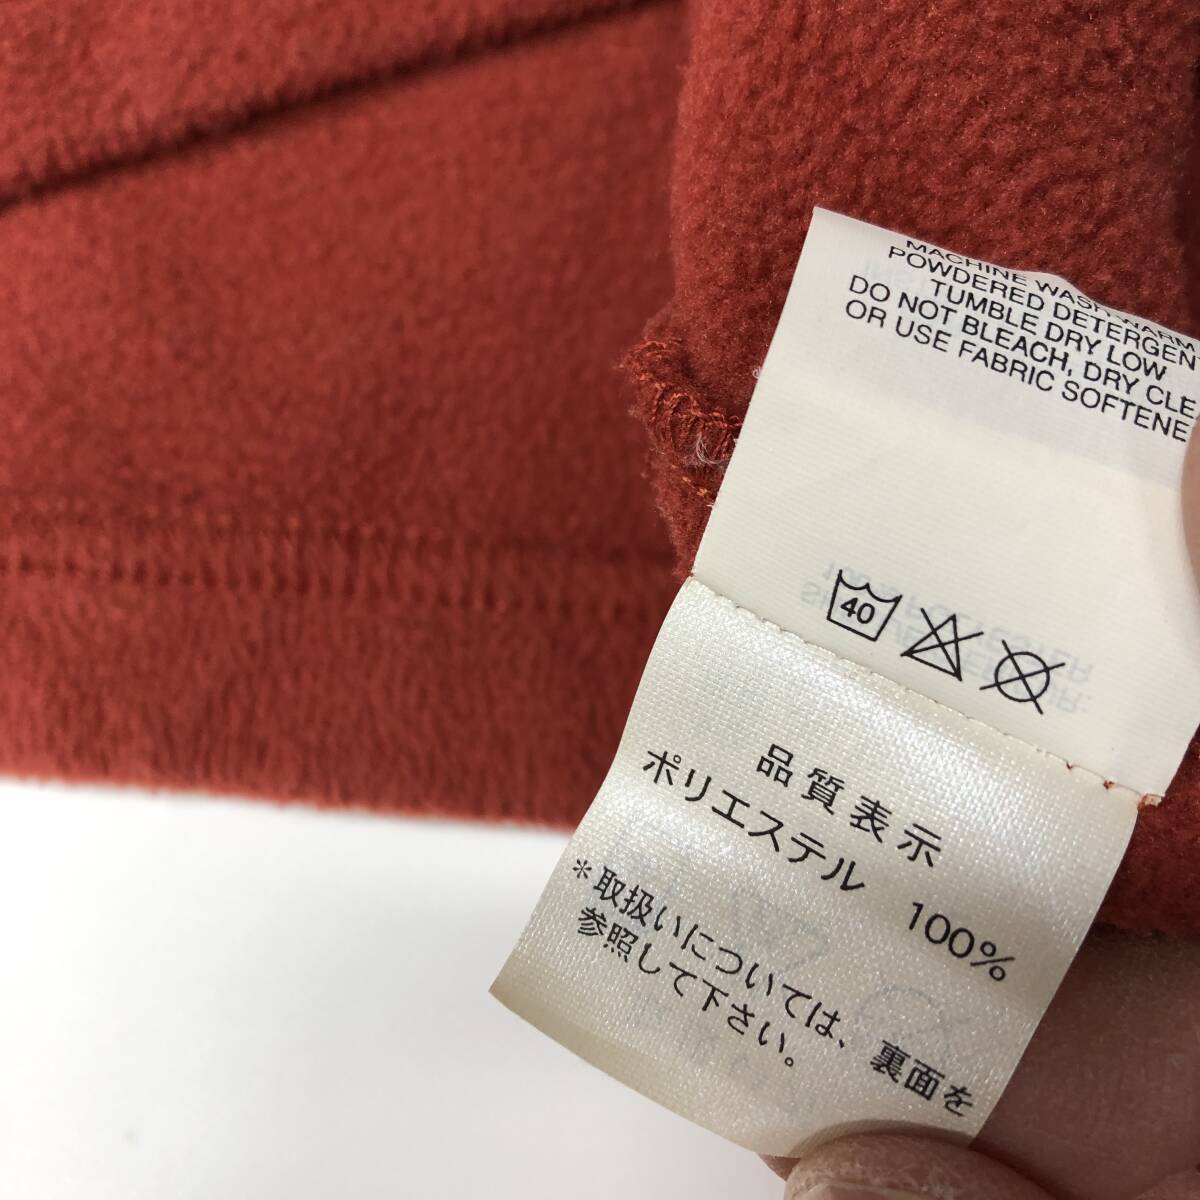 MACHINE WASH WARM
POWDERED DETERGEN
TUMBLE DRY LOW
DO NOT BLEACH, DRY CLE
OR USE FABRIC SOFTENE
40
品質表示
ポリエステル 100%
*取扱いについては、裏面を
参照して下さい。